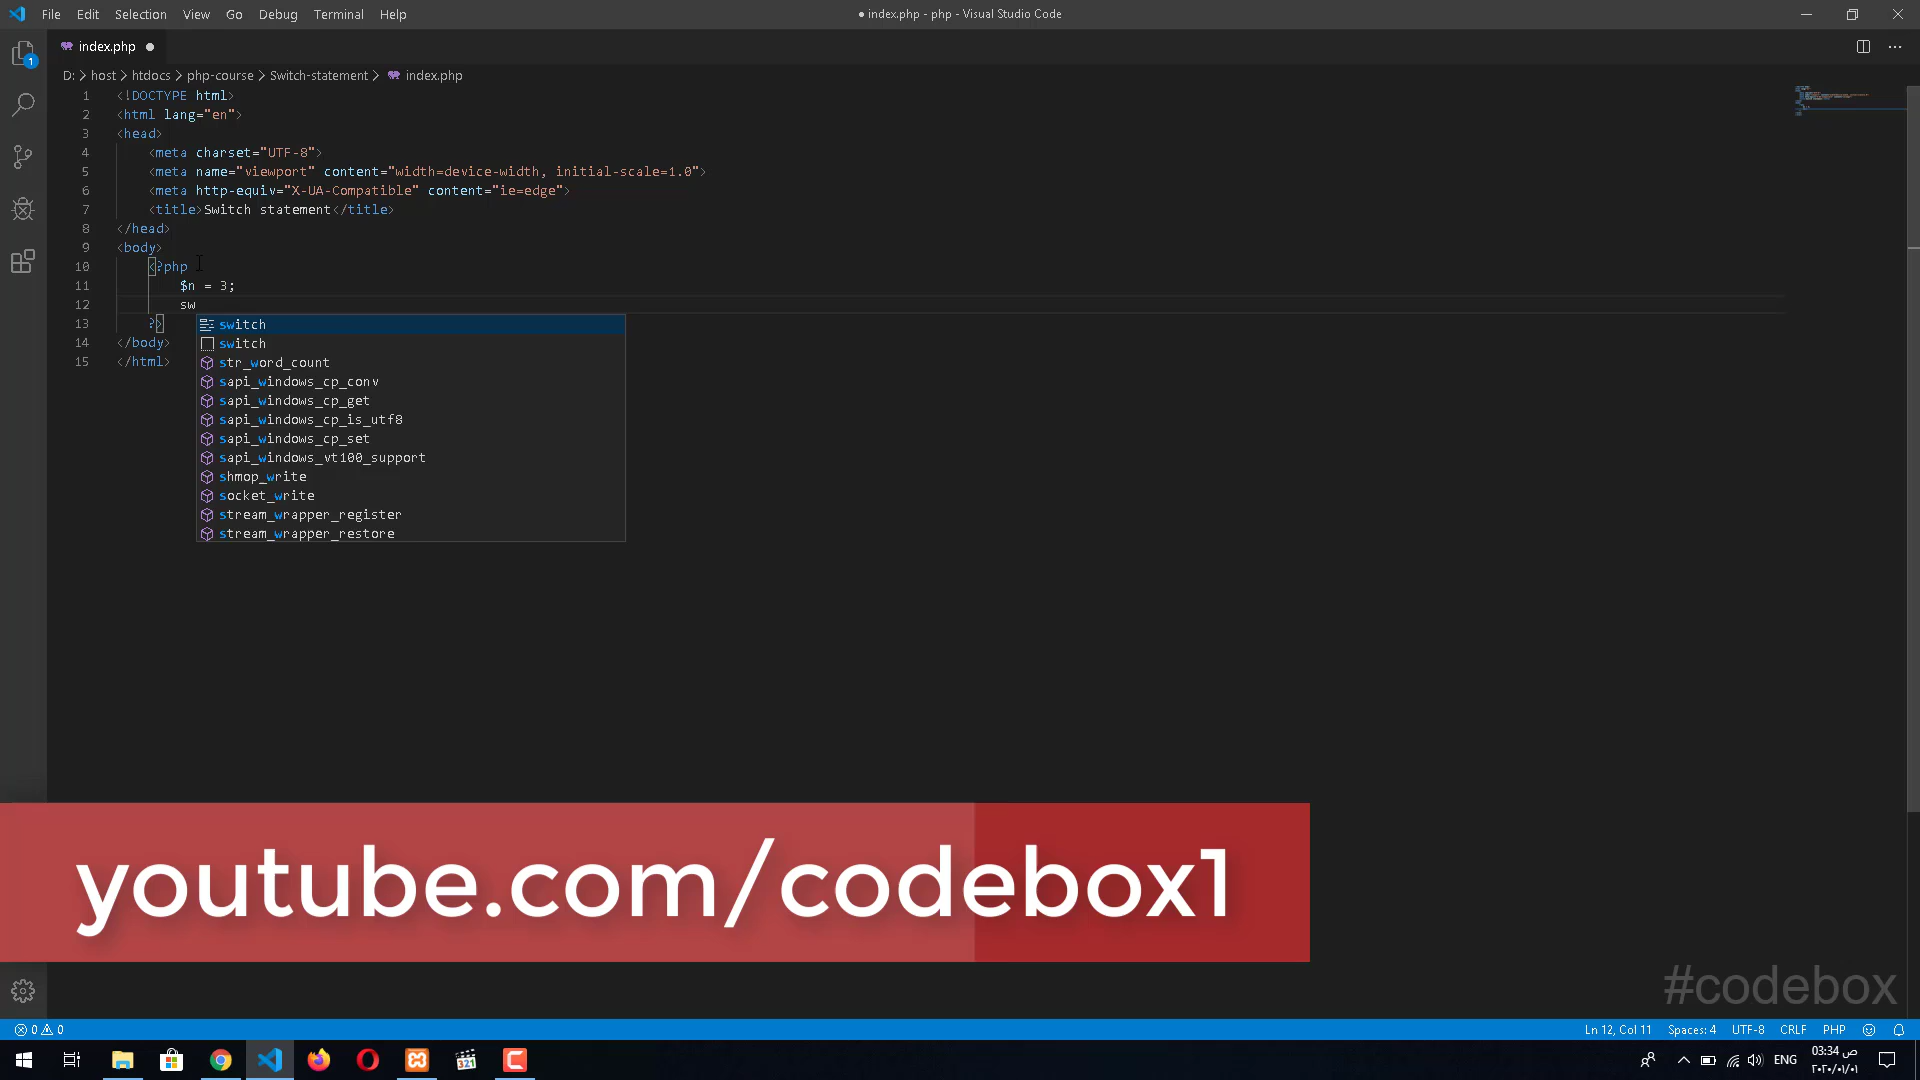 File Edit Selection View Go Debug Terminal Help
● index.php - php - Visual Studio Code
index.php ●
D: > host > htdocs > php-course > Switch-statement > index.php
1 <!DOCTYPE html>
2 <html lang="en">
3 <head>
4 <meta charset="UTF-8">
5 <meta name="viewport" content="width=device-width, initial-scale=1.0">
6 <meta http-equiv="X-UA-Compatible" content="ie=edge">
7 <title>Switch statement</title>
8 </head>
9 <body>
10 <?php
11 $n = 3;
12 sw
13 ?>
14 </body>
15 </html>
switch
switch
str_word_count
sapi_windows_cp_conv
sapi_windows_cp_get
sapi_windows_cp_is_utf8
sapi_windows_cp_set
sapi_windows_vt100_support
shmop_write
socket_write
stream_wrapper_register
stream_wrapper_restore
1
youtube.com/codebox1
#codebox
0 0
Ln 12, Col 11 Spaces: 4 UTF-8 CRLF PHP
321
ENG
03:34 ص
٢٠٢٠/٠١/٠١